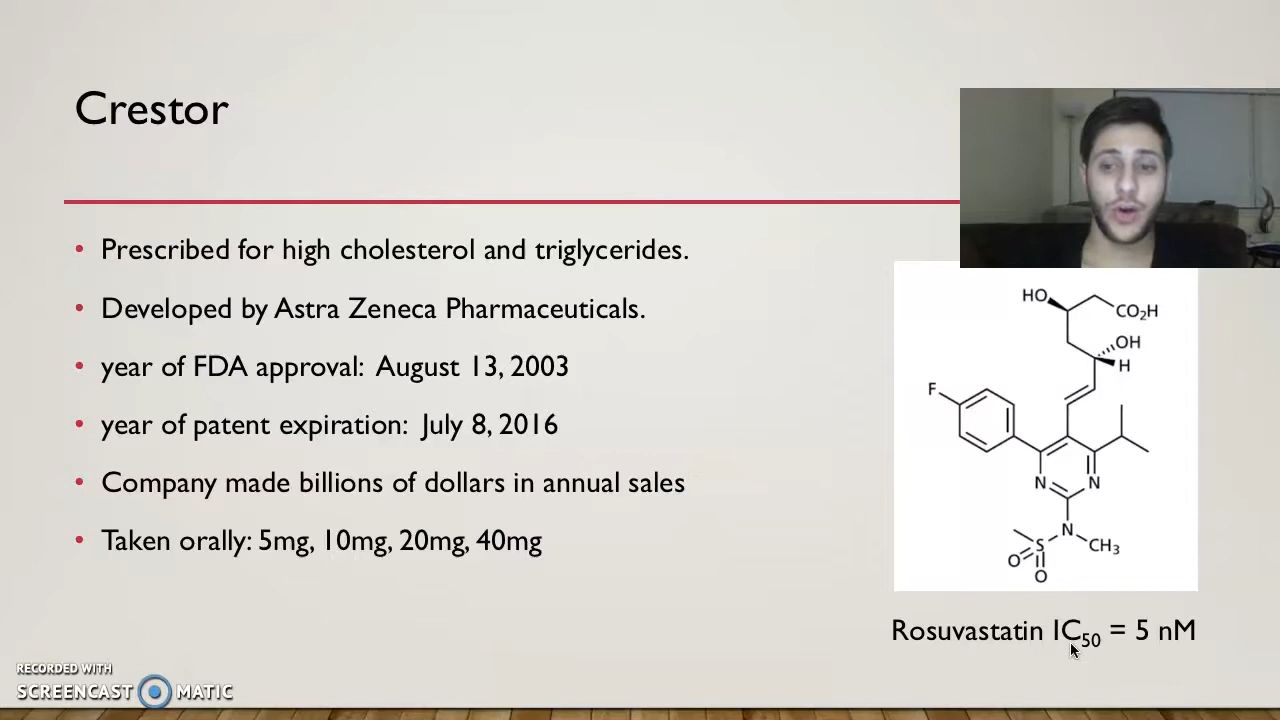 Crestor
• Prescribed for high cholesterol and triglycerides.
• Developed by Astra Zeneca Pharmaceuticals.
• year of FDA approval:  August 13, 2003
• year of patent expiration:  July 8, 2016
• Company made billions of dollars in annual sales
• Taken orally: 5mg, 10mg, 20mg, 40mg
HO
CO₂H
OH
H
F
N N
N
S CH₃
O
O
Rosuvastatin IC₅₀ = 5 nM
RECORDED WITH
SCREENCAST MATIC